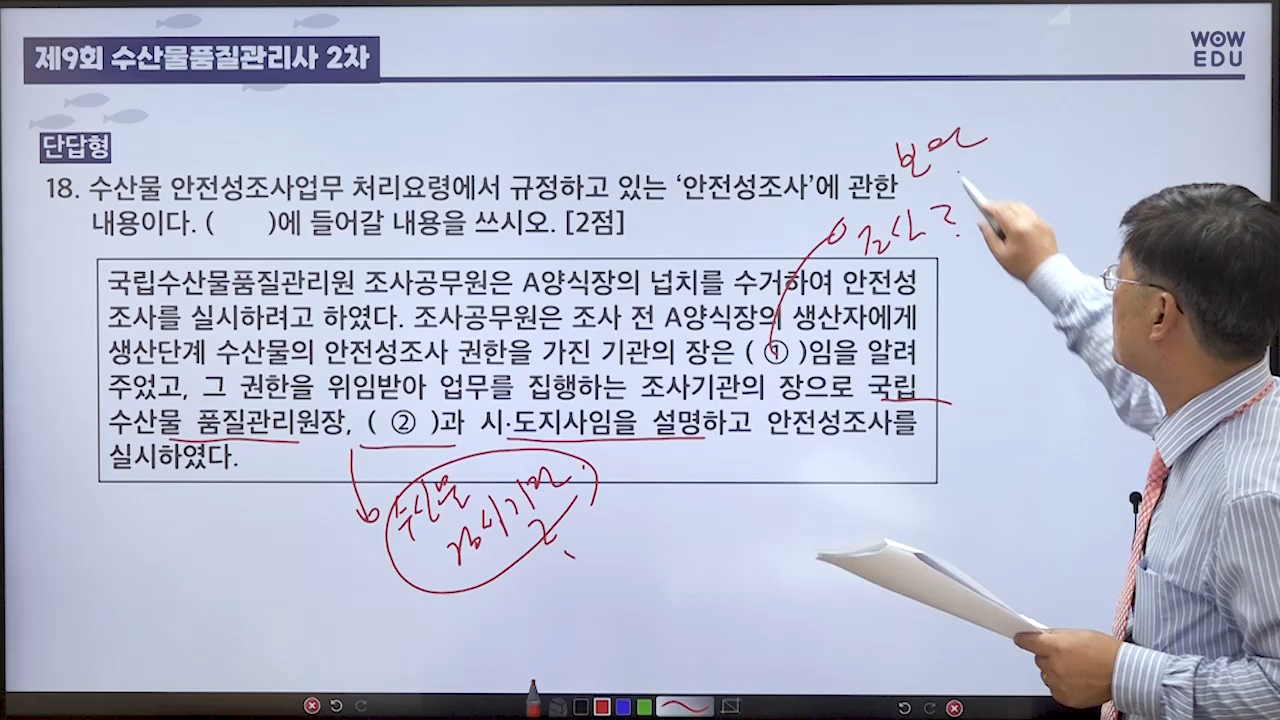 제9회 수산물품질관리사 2차
WOW
EDU
단답형
18. 수산물 안전성조사업무 처리요령에서 규정하고 있는 ‘안전성조사’에 관한
내용이다. (　　)에 들어갈 내용을 쓰시오. [2점]
국립수산물품질관리원 조사공무원은 A양식장의 넙치를 수거하여 안전성
조사를 실시하려고 하였다. 조사공무원은 조사 전 A양식장의 생산자에게
생산단계 수산물의 안전성조사 권한을 가진 기관의 장은 ( ① )임을 알려
주었고, 그 권한을 위임받아 업무를 집행하는 조사기관의 장으로 국립
수산물 품질관리원장, ( ② )과 시·도지사임을 설명하고 안전성조사를
실시하였다.
수산물